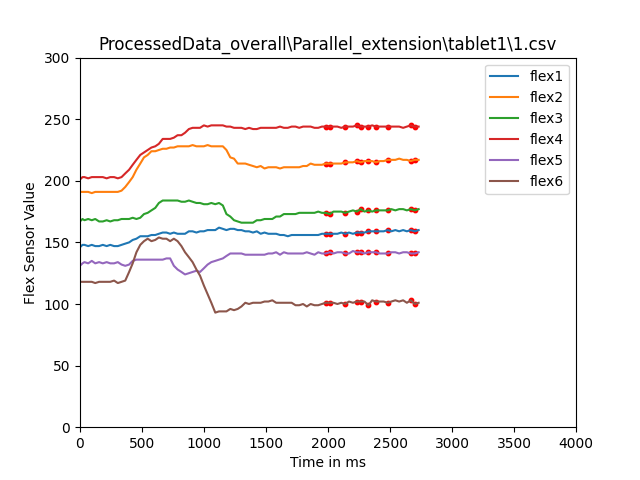 ProcessedData_overall\Parallel_extension\tablet1\1.csv
300
250
200
150
100
50
0
Flex Sensor Value
0 500 1000 1500 2000 2500 3000 3500 4000
Time in ms
flex1
flex2
flex3
flex4
flex5
flex6